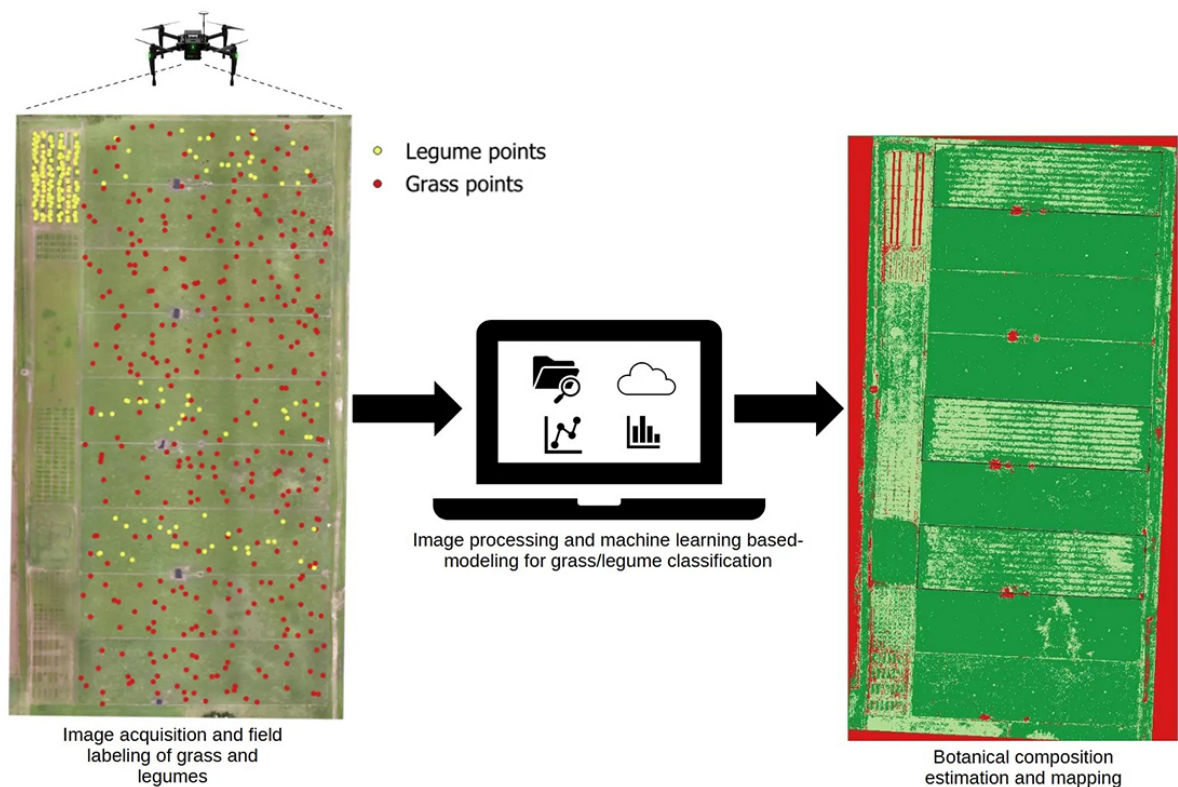 Legume points
Grass points
Image acquisition and field
labeling of grass and
legumes
Image processing and machine learning based-
modeling for grass/legume classification
Botanical composition
estimation and mapping